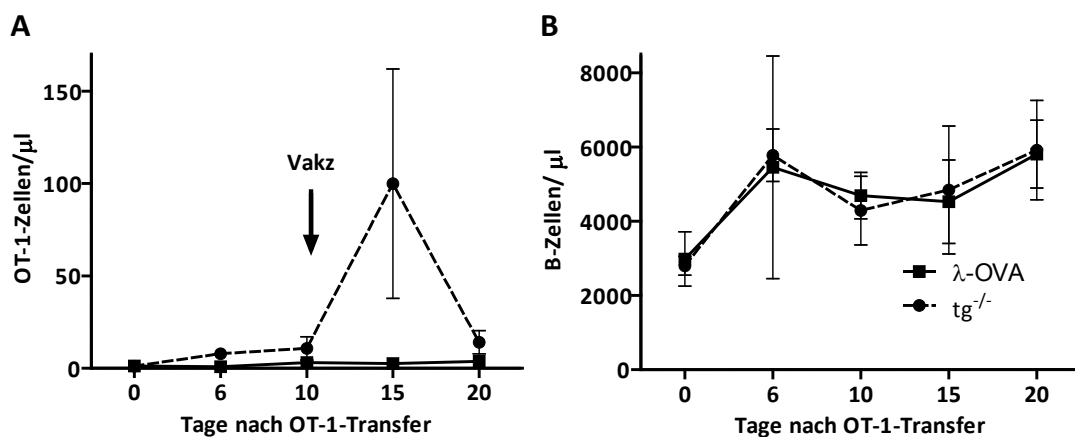 A
OT-1-Zellen/µl
150
100
50
0
Vakz
0 6 10 15 20
Tage nach OT-1-Transfer
B
B-Zellen/ µl
8000
6000
4000
2000
0
λ-OVA
tg-/-
0 6 10 15 20
Tage nach OT-1-Transfer